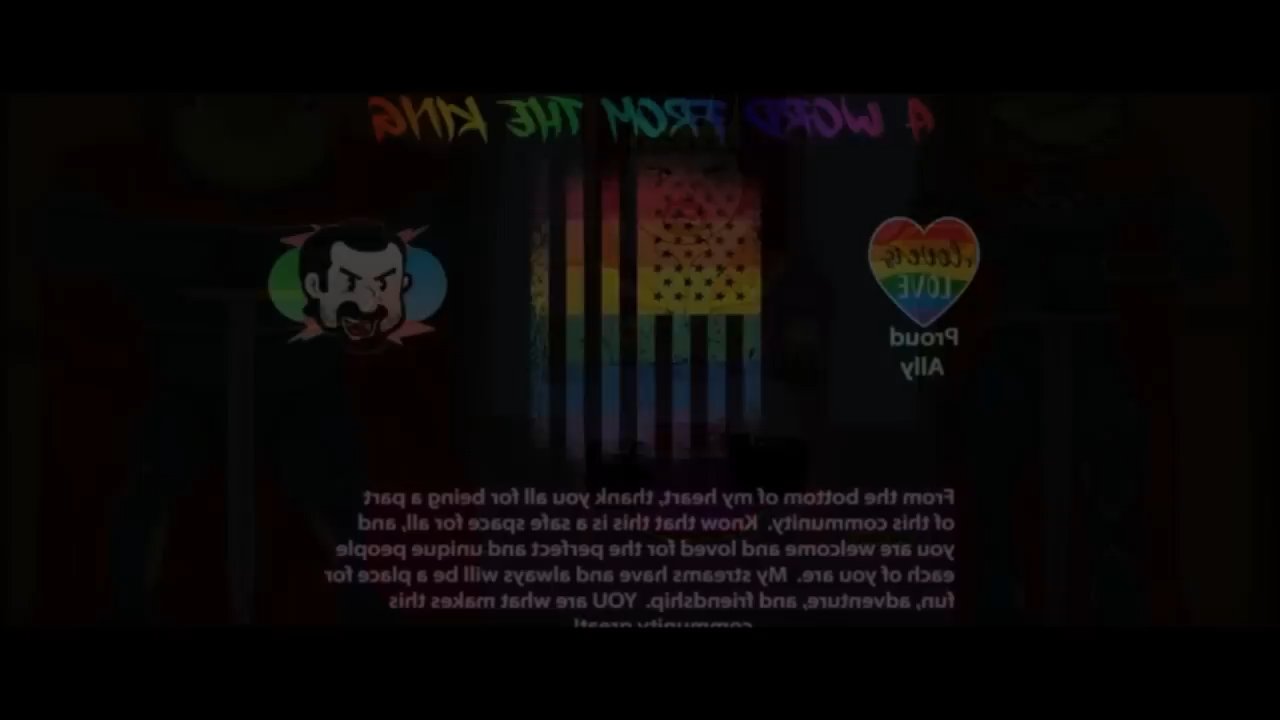 A WORD FROM THE KING
Love is
LOVE
Proud
Ally
From the bottom of my heart, thank you all for being a part
of this community.  Know that this is a safe space for all, and
you are welcome and loved for the perfect and unique people
each of you are.  My streams have and always will be a place for
fun, adventure, and friendship.  YOU are what makes this
community great!